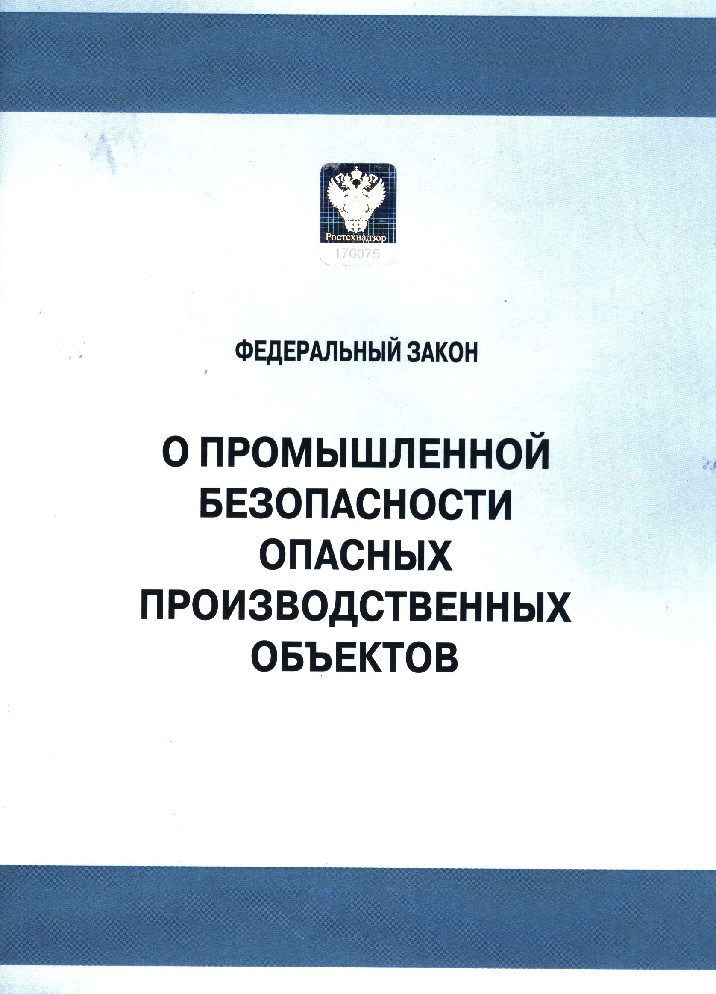 Ростехнадзор
170075
ФЕДЕРАЛЬНЫЙ ЗАКОН
О ПРОМЫШЛЕННОЙ
БЕЗОПАСНОСТИ
ОПАСНЫХ
ПРОИЗВОДСТВЕННЫХ
ОБЪЕКТОВ